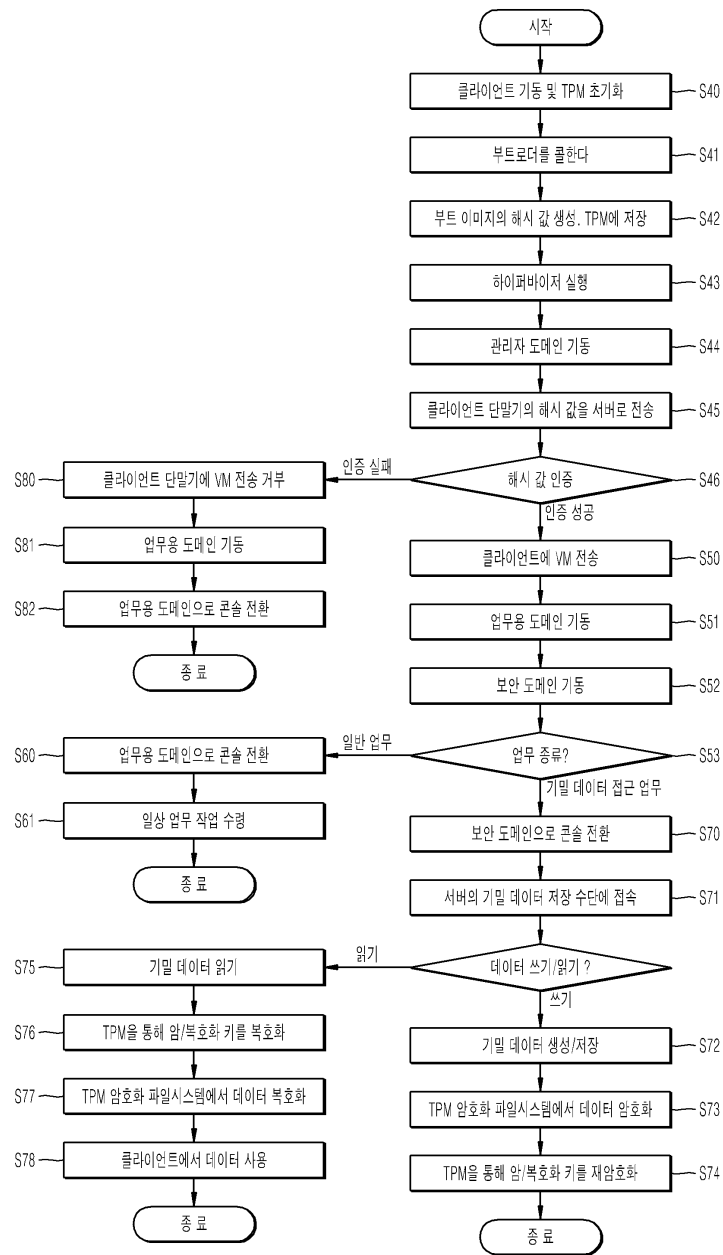 시작
클라이언트 기동 및 TPM 초기화
S40
부트로더를 콜한다
S41
부트 이미지의 해시 값 생성. TPM에 저장
S42
하이퍼바이저 실행
S43
관리자 도메인 기동
S44
클라이언트 단말기의 해시 값을 서버로 전송
S45
S80
클라이언트 단말기에 VM 전송 거부
인증 실패
해시 값 인증
S46
인증 성공
S81
업무용 도메인 기동
클라이언트에 VM 전송
S50
S82
업무용 도메인으로 콘솔 전환
업무용 도메인 기동
S51
종료
보안 도메인 기동
S52
S60
업무용 도메인으로 콘솔 전환
일반 업무
업무 종류?
S53
기밀 데이터 접근 업무
S61
일상 업무 작업 수령
보안 도메인으로 콘솔 전환
S70
종료
서버의 기밀 데이터 저장 수단에 접속
S71
S75
기밀 데이터 읽기
읽기
데이터 쓰기/읽기 ?
쓰기
S76
TPM을 통해 암/복호화 키를 복호화
기밀 데이터 생성/저장
S72
S77
TPM 암호화 파일시스템에서 데이터 복호화
TPM 암호화 파일시스템에서 데이터 암호화
S73
S78
클라이언트에서 데이터 사용
TPM을 통해 암/복호화 키를 재암호화
S74
종료
종료